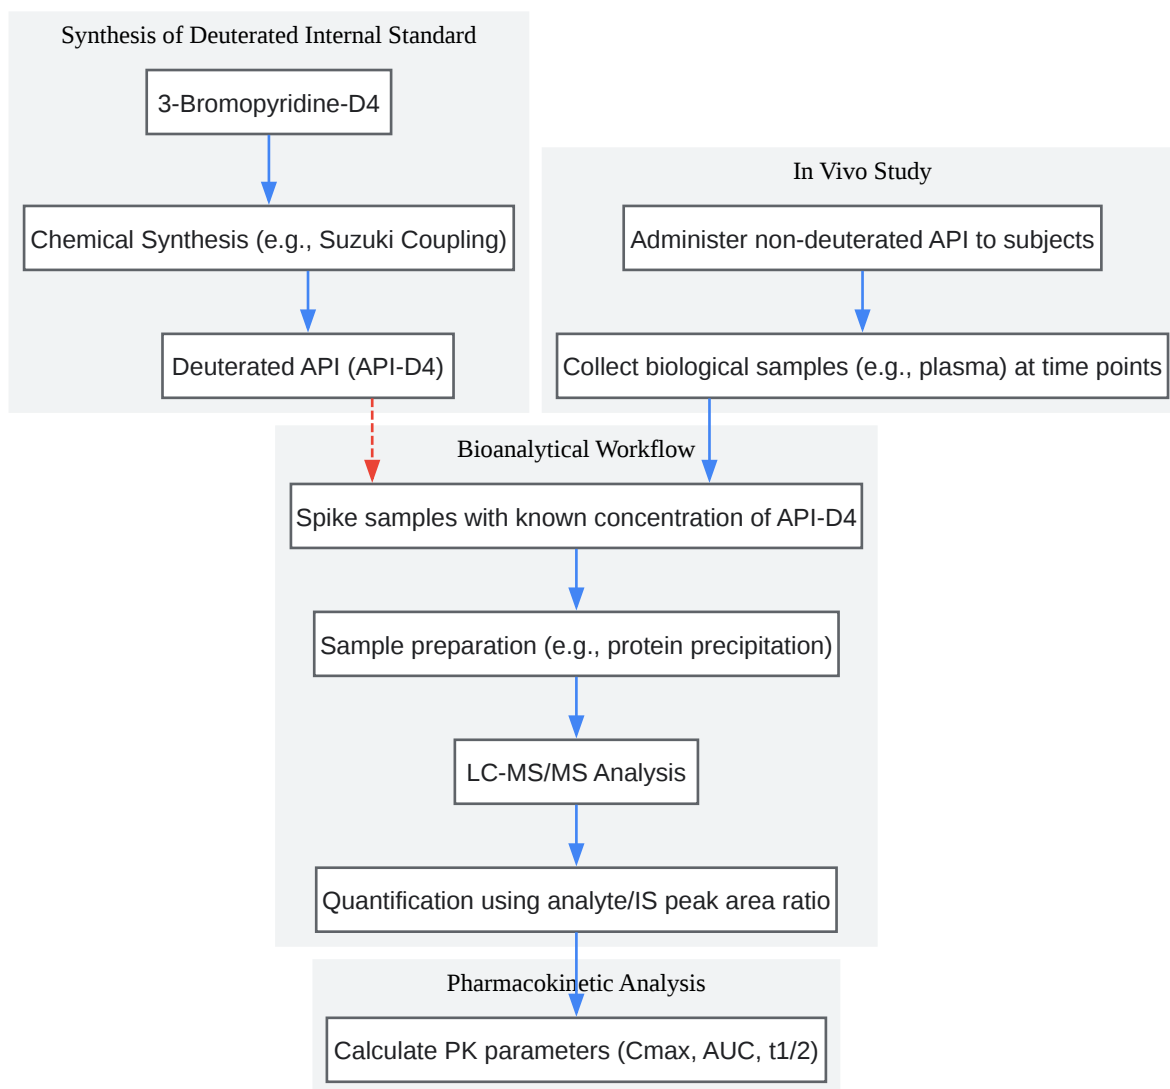 Synthesis of Deuterated Internal Standard
3-Bromopyridine-D4
Chemical Synthesis (e.g., Suzuki Coupling)
Deuterated API (API-D4)
In Vivo Study
Administer non-deuterated API to subjects
Collect biological samples (e.g., plasma) at time points
Bioanalytical Workflow
Spike samples with known concentration of API-D4
Sample preparation (e.g., protein precipitation)
LC-MS/MS Analysis
Quantification using analyte/IS peak area ratio
Pharmacokinetic Analysis
Calculate PK parameters (Cmax, AUC, t1/2)